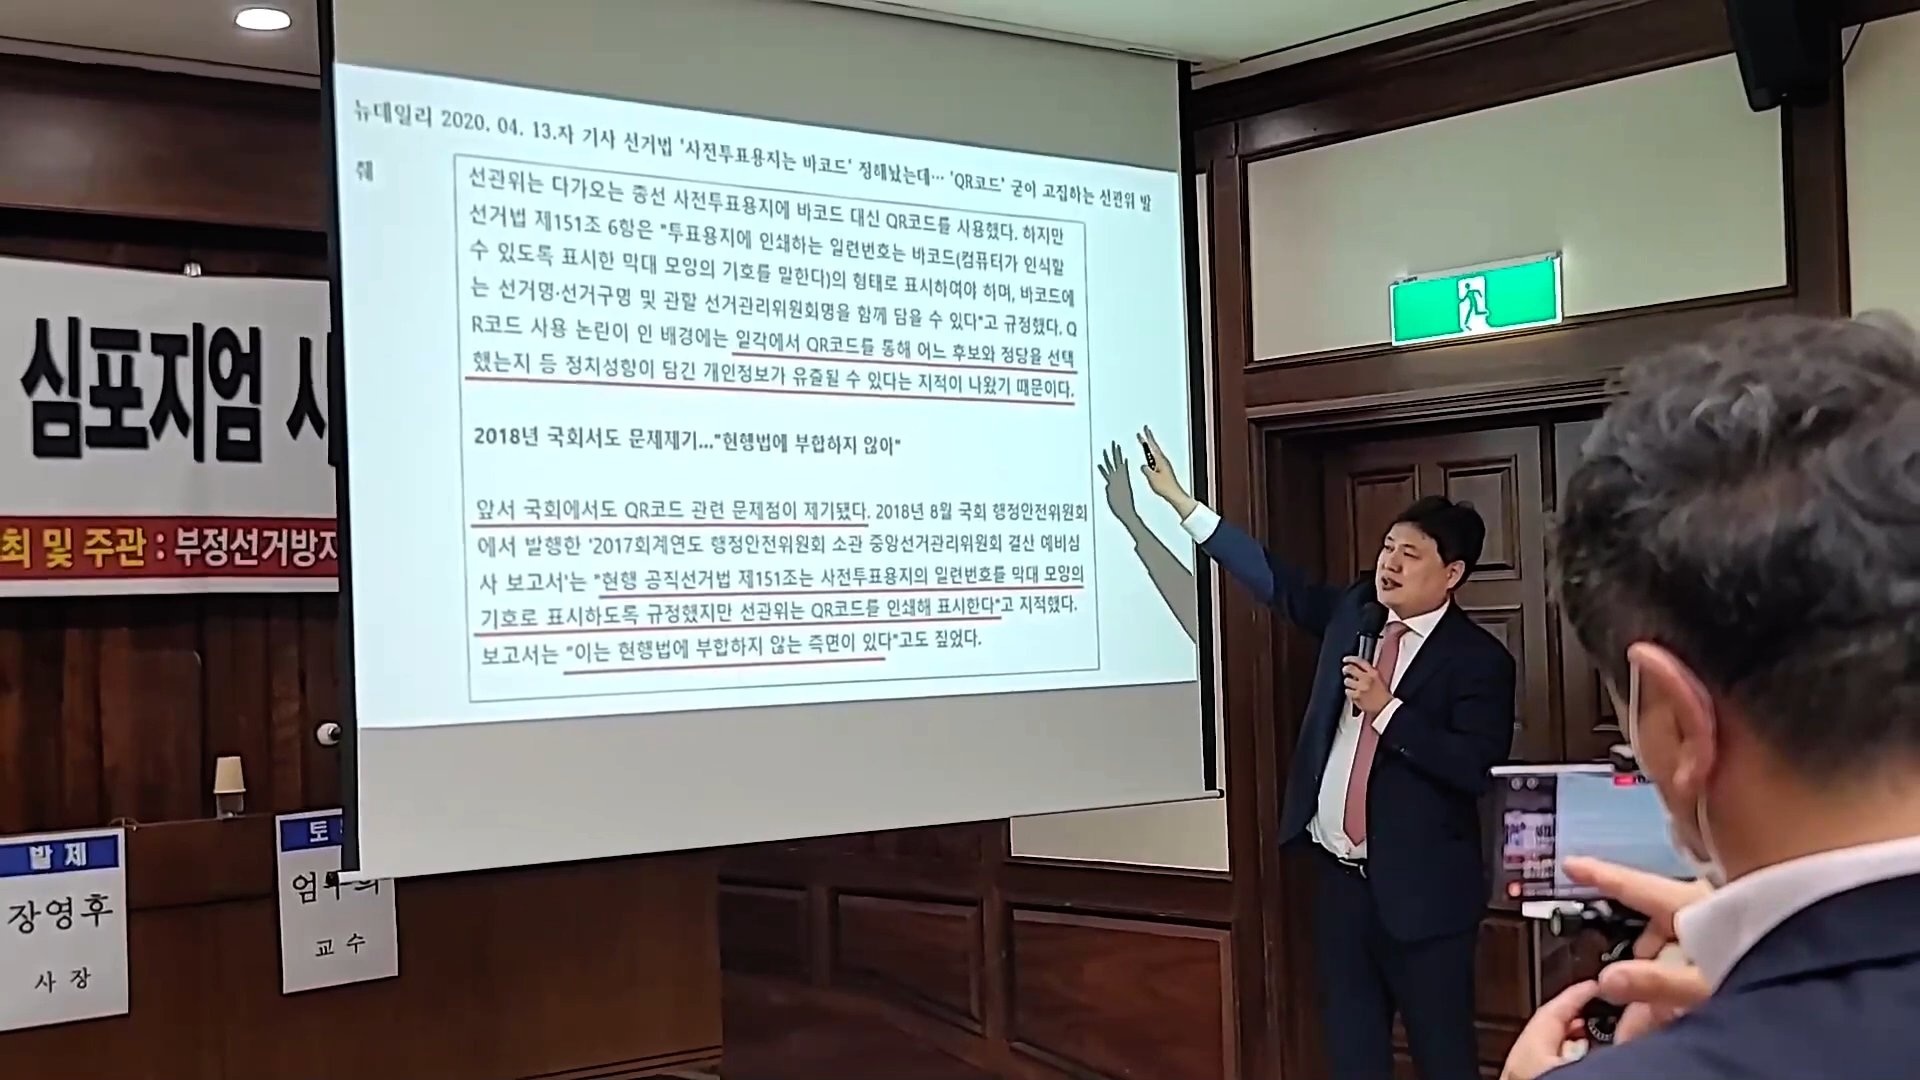 뉴데일리 2020. 04. 13.자 기사 선거법 '사전투표용지는 바코드' 정해놨는데… 'QR코드' 굳이 고집하는 선관위 발
췌
선관위는 다가오는 총선 사전투표용지에 바코드 대신 QR코드를 사용했다. 하지만
선거법 제151조 6항은 "투표용지에 인쇄하는 일련번호는 바코드(컴퓨터가 인식할
수 있도록 표시한 막대 모양의 기호를 말한다)의 형태로 표시하여야 하며, 바코드에
는 선거명·선거구명 및 관할 선거관리위원회명을 함께 담을 수 있다"고 규정했다. Q
R코드 사용 논란이 인 배경에는 일각에서 QR코드를 통해 어느 후보와 정당을 선택
했는지 등 정치성향이 담긴 개인정보가 유출될 수 있다는 지적이 나왔기 때문이다.
2018년 국회서도 문제제기..."현행법에 부합하지 않아"
앞서 국회에서도 QR코드 관련 문제점이 제기됐다. 2018년 8월 국회 행정안전위원회
에서 발행한 '2017회계연도 행정안전위원회 소관 중앙선거관리위원회 결산 예비심
사 보고서'는 "현행 공직선거법 제151조는 사전투표용지의 일련번호를 막대 모양의
기호로 표시하도록 규정했지만 선관위는 QR코드를 인쇄해 표시한다"고 지적했다.
보고서는 "이는 현행법에 부합하지 않는 측면이 있다"고도 짚었다.
심포지엄
최 및 주관 : 부정선거방지
발 제
장영후
사 장
토
엄
교 수